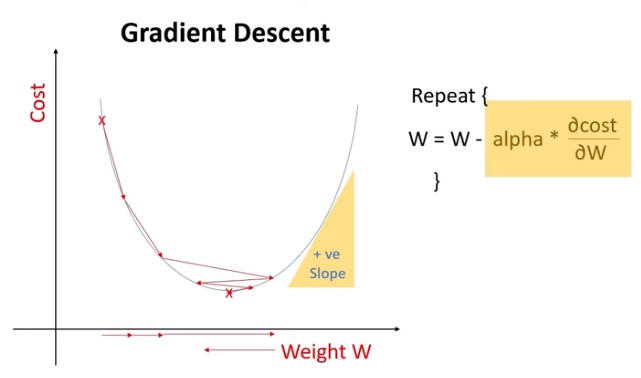 Gradient Descent
Cost
Repeat {
W = W - alpha * ∂cost/∂W
}
X
X
+ ve
Slope
Weight W